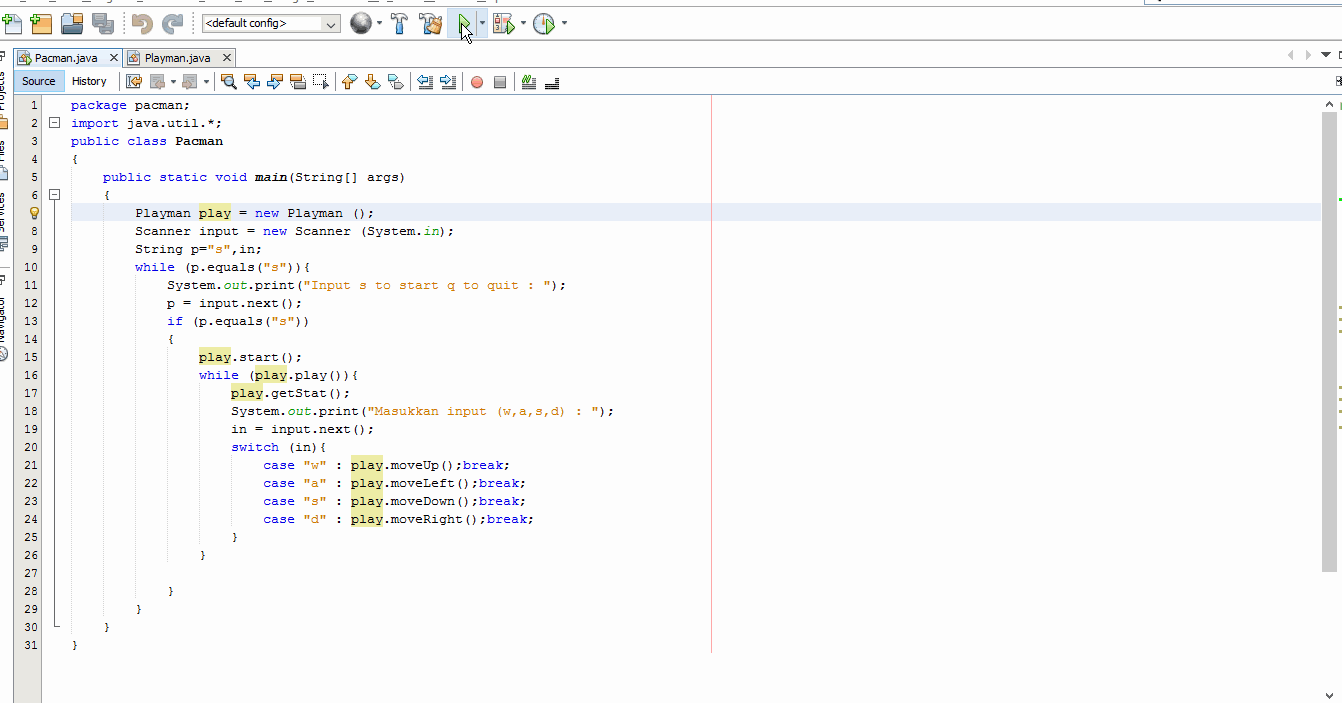 <default config>
Pacman.java
Playman.java
Source History
1 package pacman;
2 import java.util.*;
3 public class Pacman
4 {
5 public static void main(String[] args)
6 {
Playman play = new Playman ();
8 Scanner input = new Scanner (System.in);
9 String p="s",in;
10 while (p.equals("s")){
11 System.out.print("Input s to start q to quit : ");
12 p = input.next();
13 if (p.equals("s"))
14 {
15 play.start();
16 while (play.play()){
17 play.getStat();
18 System.out.print("Masukkan input (w,a,s,d) : ");
19 in = input.next();
20 switch (in){
21 case "w" : play.moveUp();break;
22 case "a" : play.moveLeft();break;
23 case "s" : play.moveDown();break;
24 case "d" : play.moveRight();break;
25 }
26 }
27
28 }
29 }
30 }
31 }
Projects
Files
Services
Navigator